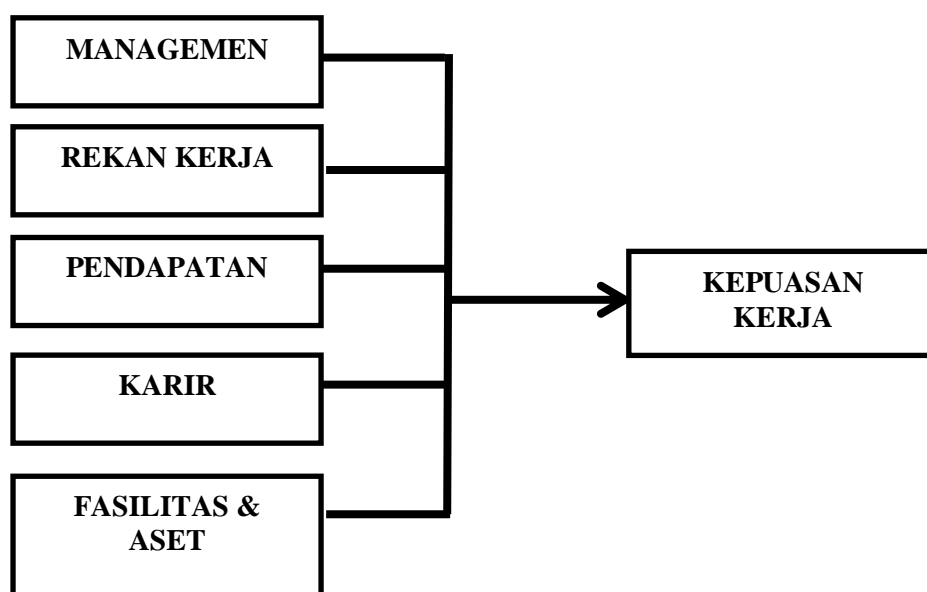 MANAGEMEN
REKAN KERJA
PENDAPATAN
KARIR
FASILITAS &
ASET
KEPUASAN
KERJA